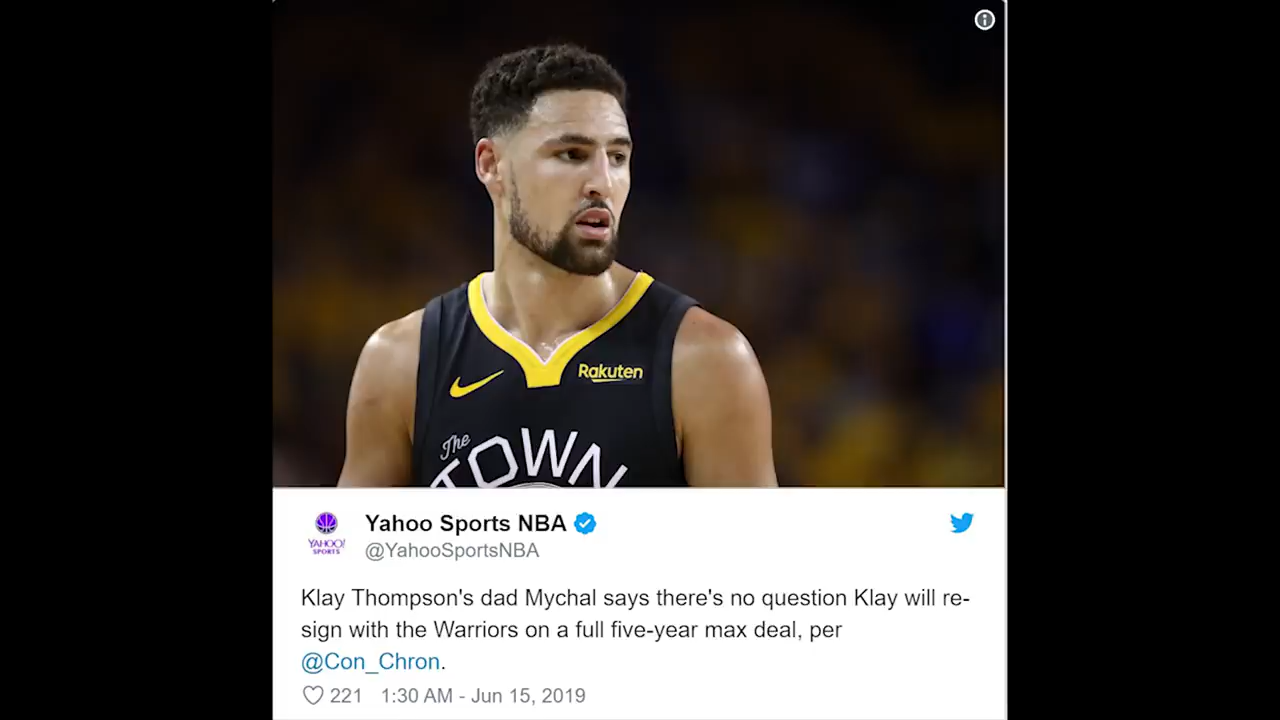 Rakuten
The
TOWN
Yahoo Sports NBA
@YahooSportsNBA
YAHOO!
SPORTS
Klay Thompson's dad Mychal says there's no question Klay will re-
sign with the Warriors on a full five-year max deal, per
@Con_Chron.
221 1:30 AM - Jun 15, 2019